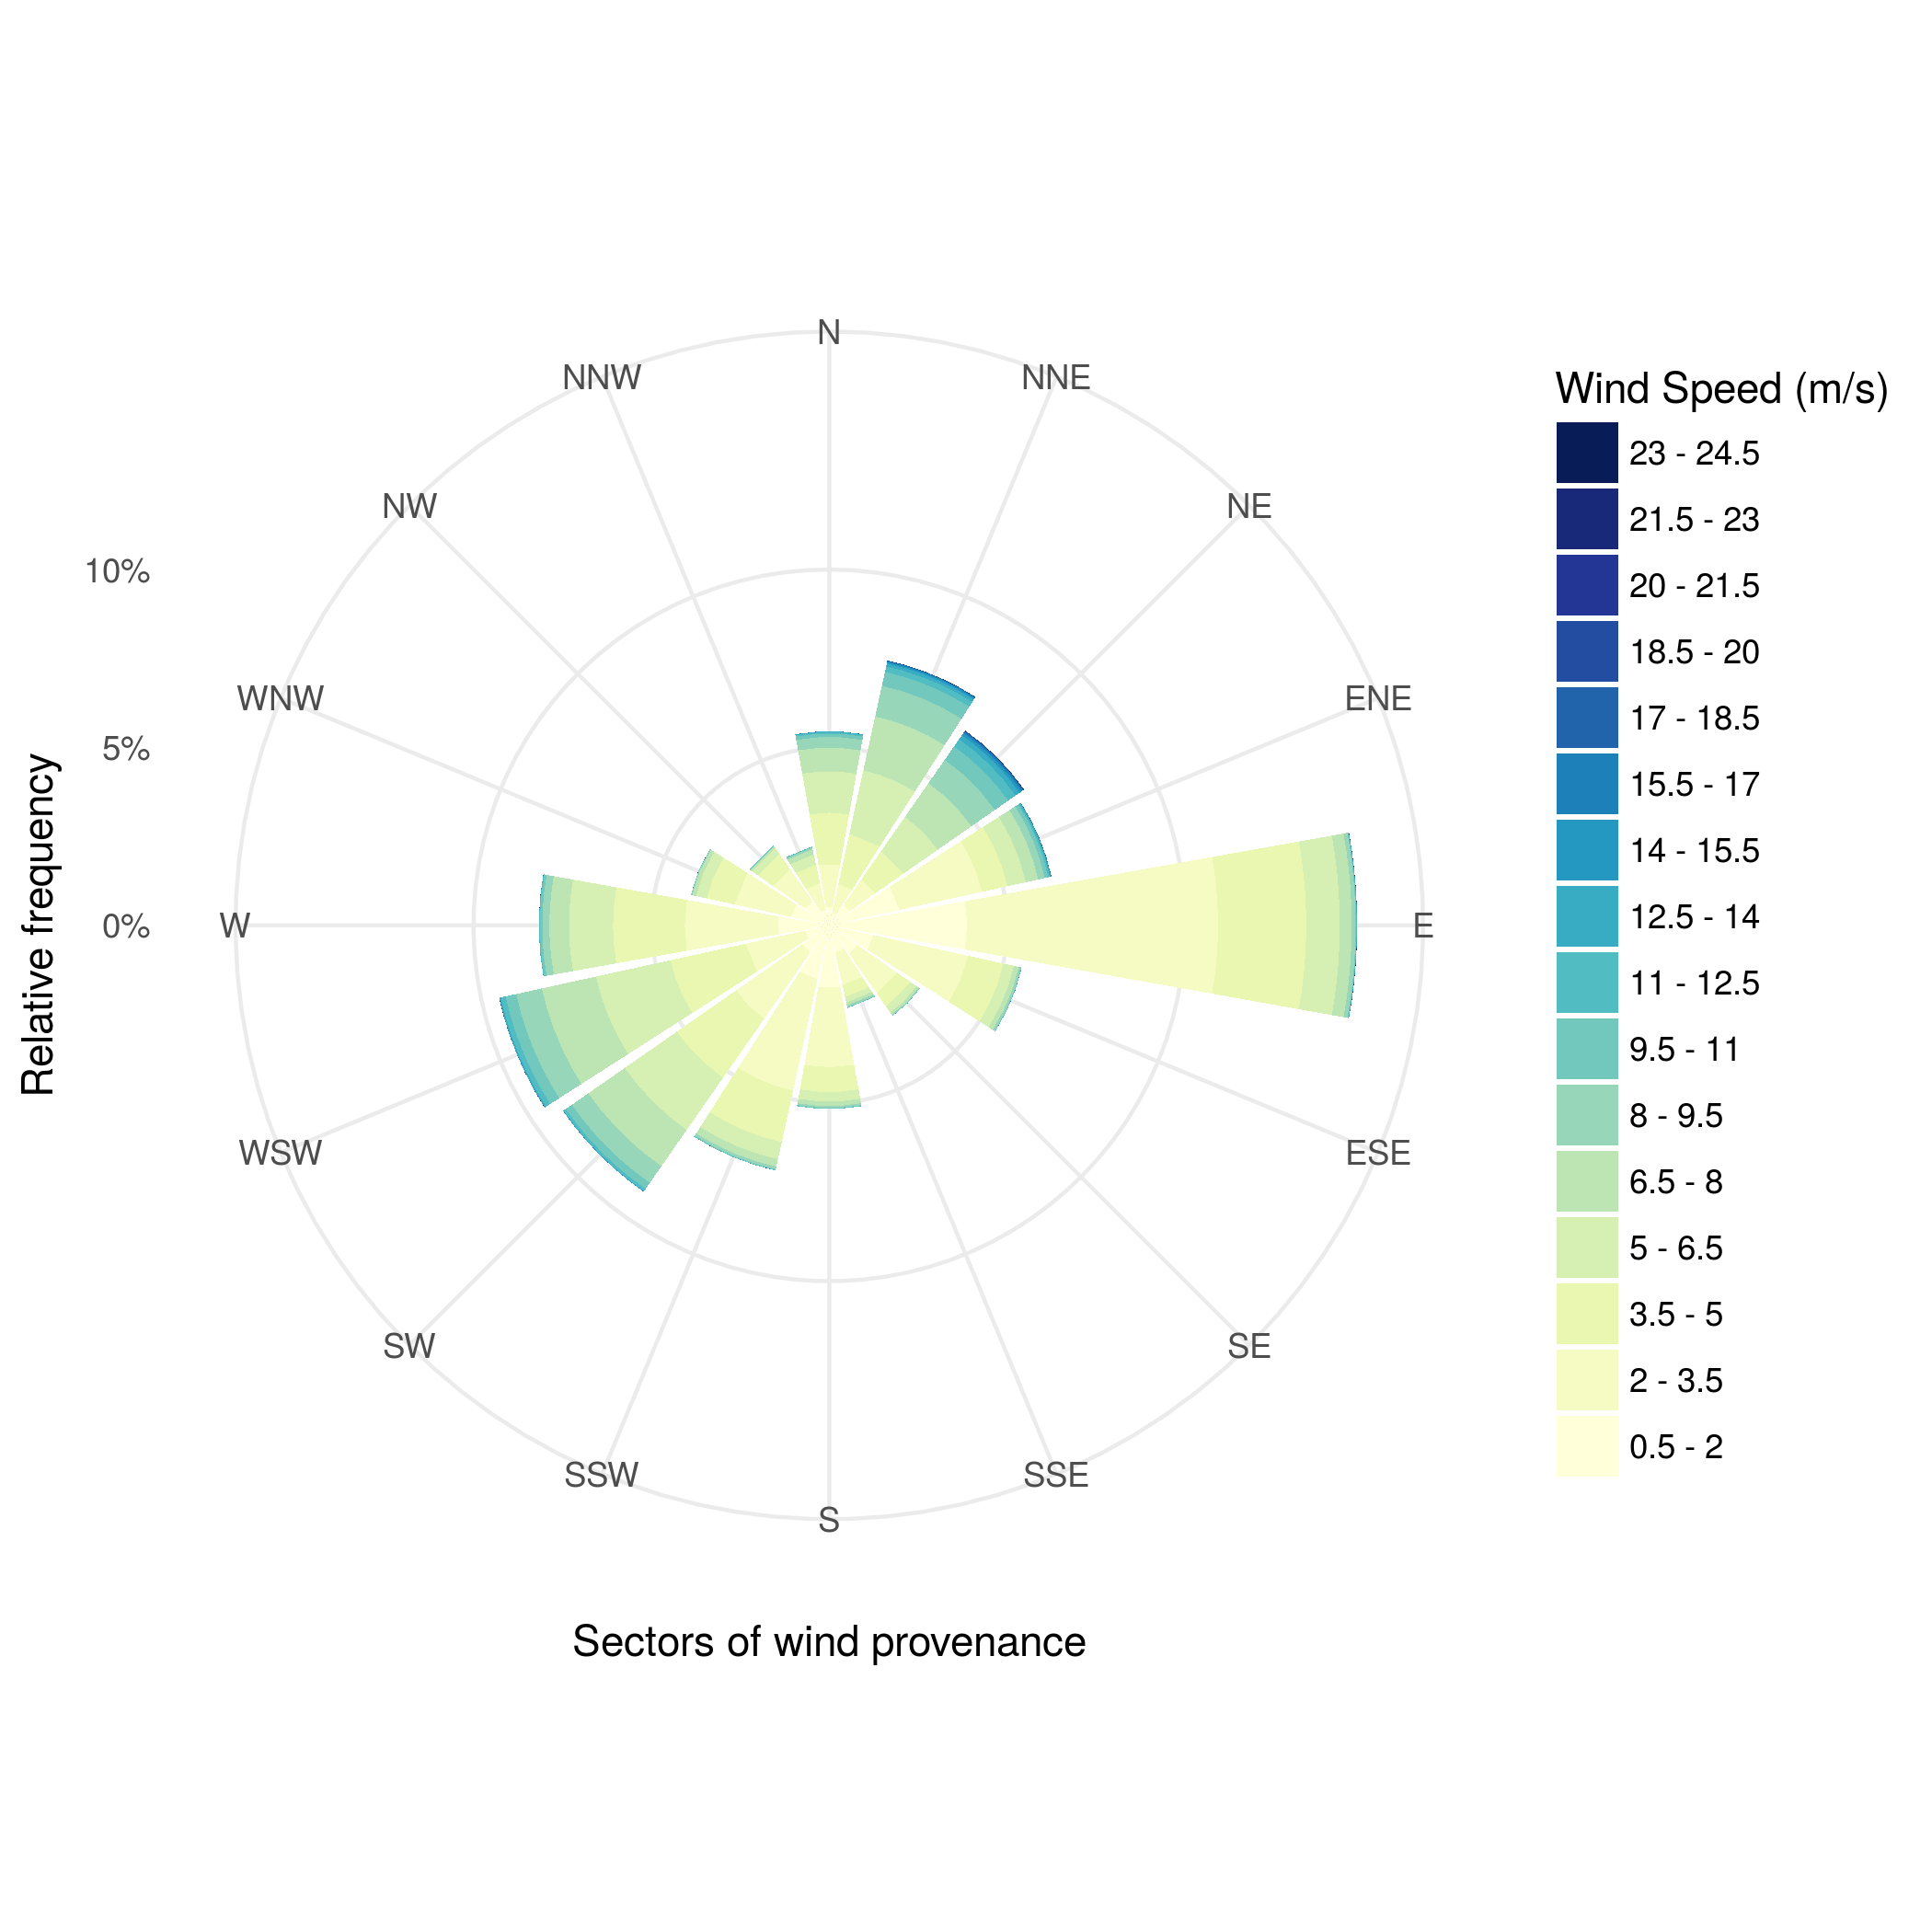 N
NNW
NNE
NW
NE
10%
WNW
ENE
5%
0%
W
E
Relative frequency
WSW
ESE
SW
SE
SSW
SSE
S
Sectors of wind provenance
Wind Speed (m/s)
23 - 24.5
21.5 - 23
20 - 21.5
18.5 - 20
17 - 18.5
15.5 - 17
14 - 15.5
12.5 - 14
11 - 12.5
9.5 - 11
8 - 9.5
6.5 - 8
5 - 6.5
3.5 - 5
2 - 3.5
0.5 - 2